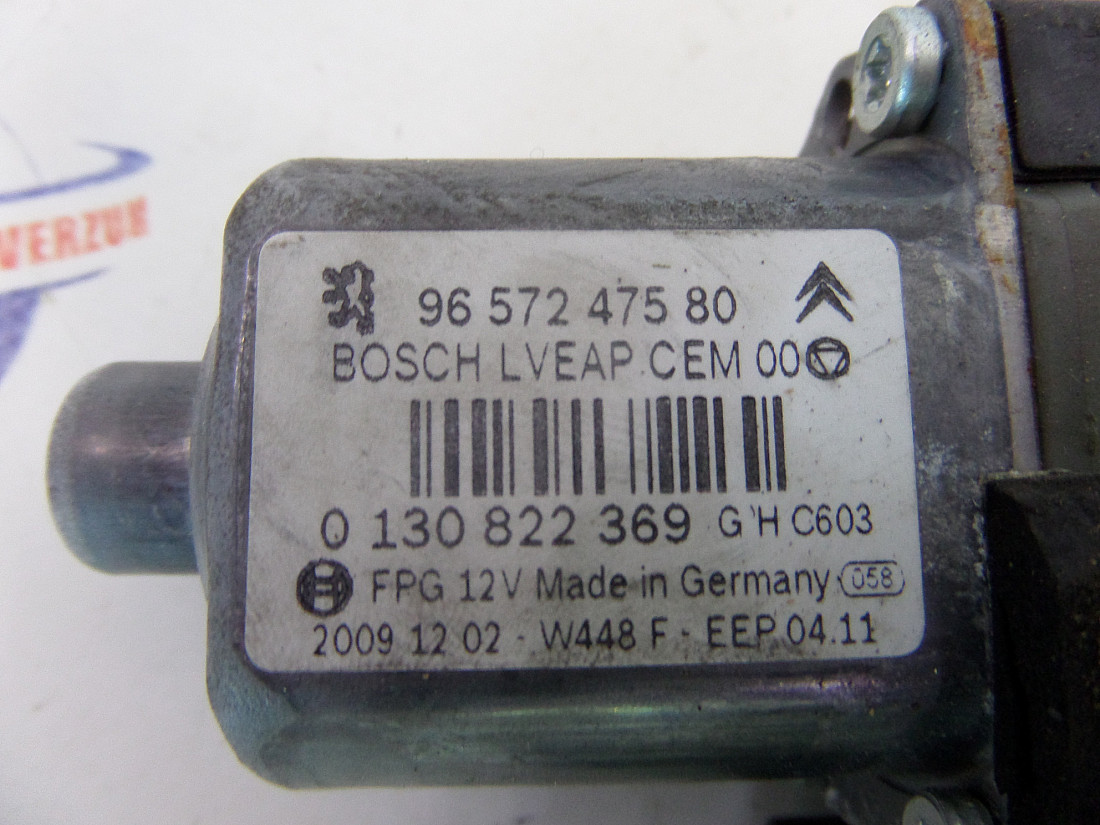 VERZUB
96 572 475 80
BOSCH LVEAP CEM 00
0 130 822 369 G'H C603
FPG 12V Made in Germany 058
2009 12 02 - W448 F - EEP 04.11